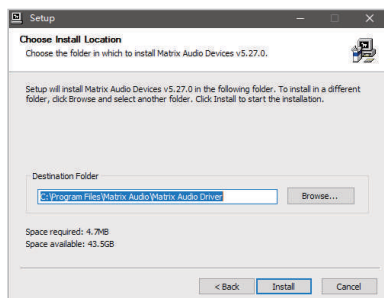 Setup
Choose Install Location
Choose the folder in which to install Matrix Audio Devices v5.27.0.
Setup will install Matrix Audio Devices v5.27.0 in the following folder. To install in a different
folder, click Browse and select another folder. Click Install to start the installation.
Destination Folder
C:\Program Files\Matrix Audio\Matrix Audio Driver
Browse...
Space required: 4.7MB
Space available: 43.5GB
< Back
Install
Cancel